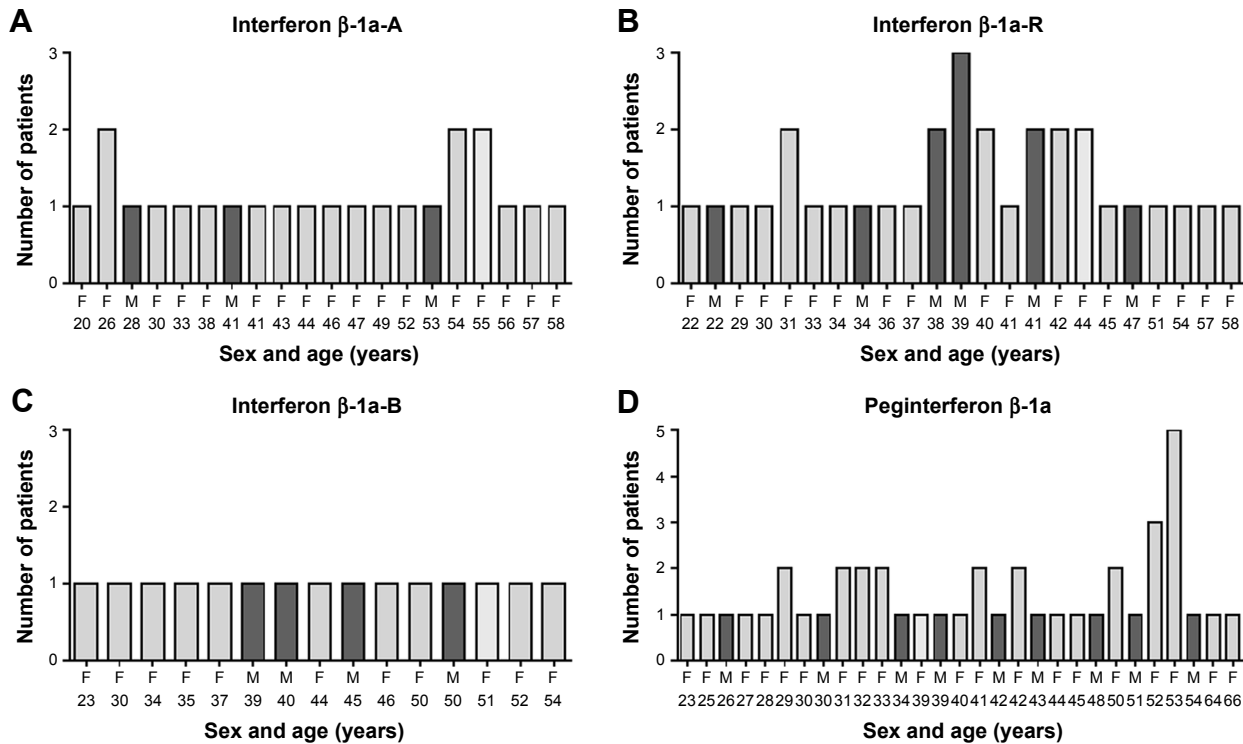 A
Interferon β-1a-A
Number of patients
3
2
1
0
F F M F F F M F F F F F F F M F F F F F
20 26 28 30 33 38 41 41 43 44 46 47 49 52 53 54 55 56 57 58
Sex and age (years)
B
Interferon β-1a-R
Number of patients
3
2
1
0
F M F F F F F M F F M M F F M F F F M F F F F
22 22 29 30 31 33 34 34 36 37 38 39 40 41 41 42 44 45 47 51 54 57 58
Sex and age (years)
C
Interferon β-1a-B
Number of patients
3
2
1
0
F F F F F M M F M F F M F F F
23 30 34 35 37 39 40 44 45 46 50 50 51 52 54
Sex and age (years)
D
Peginterferon β-1a
Number of patients
5
4
3
2
1
0
F F M F F F F M F F F M F M F F M F M F F M F M F F M F F
23 25 26 27 28 29 30 30 31 32 33 34 39 39 40 41 42 42 43 44 45 48 50 51 52 53 54 64 66
Sex and age (years)